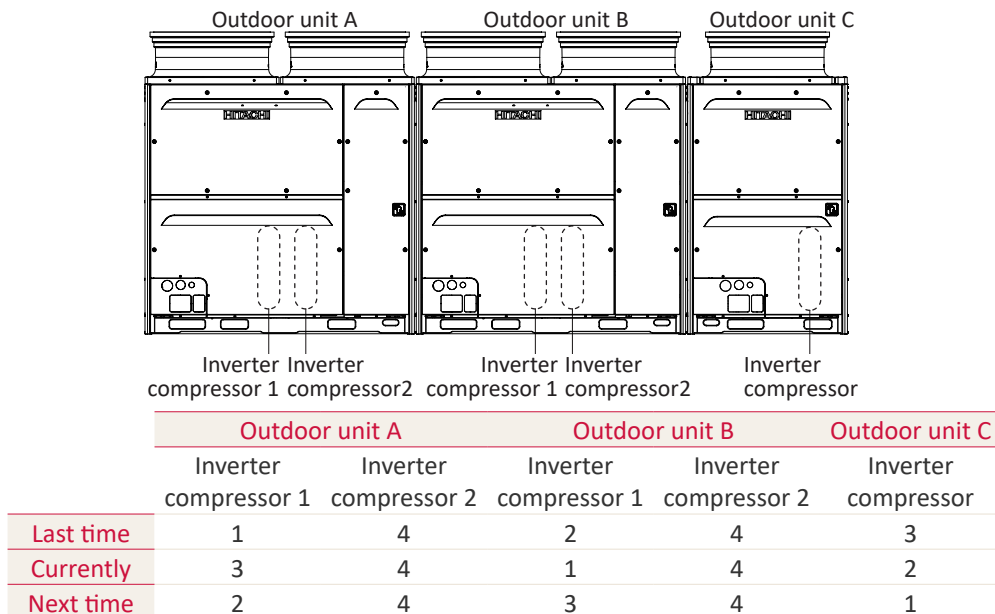 Outdoor unit A Outdoor unit B Outdoor unit C
HITACHI HITACHI HITACHI
Inverter Inverter Inverter Inverter Inverter
compressor 1 compressor2 compressor 1 compressor2 compressor
Outdoor unit A Outdoor unit B Outdoor unit C
Inverter Inverter Inverter Inverter Inverter
compressor 1 compressor 2 compressor 1 compressor 2 compressor
Last time 1 4 2 4 3
Currently 3 4 1 4 2
Next time 2 4 3 4 1